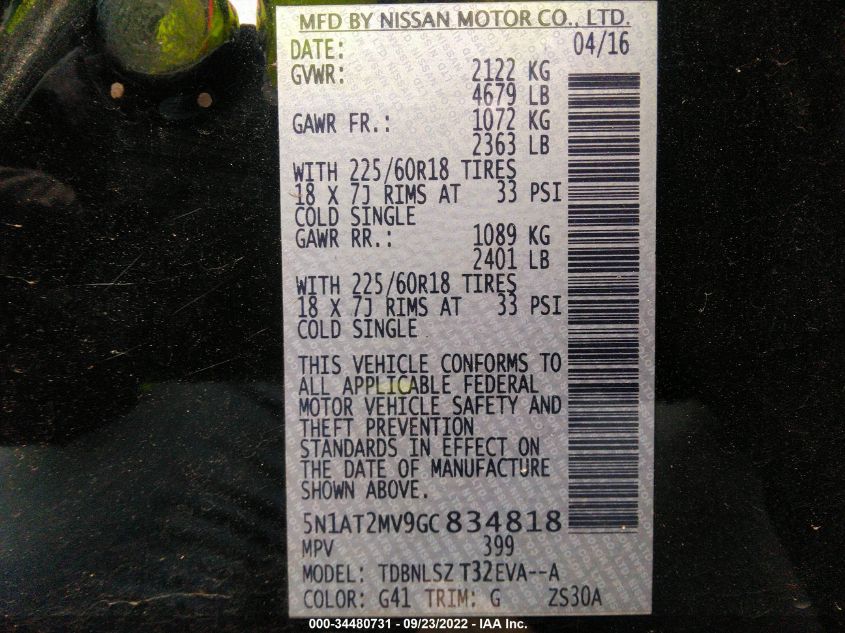 MFD BY NISSAN MOTOR CO., LTD.
DATE: 04/16
GVWR: 2122 KG
4679 LB
GAWR FR.: 1072 KG
2363 LB
WITH 225/60R18 TIRES
18 X 7J RIMS AT 33 PSI
COLD SINGLE
GAWR RR.: 1089 KG
2401 LB
WITH 225/60R18 TIRES
18 X 7J RIMS AT 33 PSI
COLD SINGLE
THIS VEHICLE CONFORMS TO
ALL APPLICABLE FEDERAL
MOTOR VEHICLE SAFETY AND
THEFT PREVENTION
STANDARDS IN EFFECT ON
THE DATE OF MANUFACTURE
SHOWN ABOVE.
5N1AT2MV9GC834818
MPV 399
MODEL: TDBNLSZ T32EVA--A
COLOR: G41 TRIM: G ZS30A
000-34480731 - 09/23/2022 - IAA Inc.